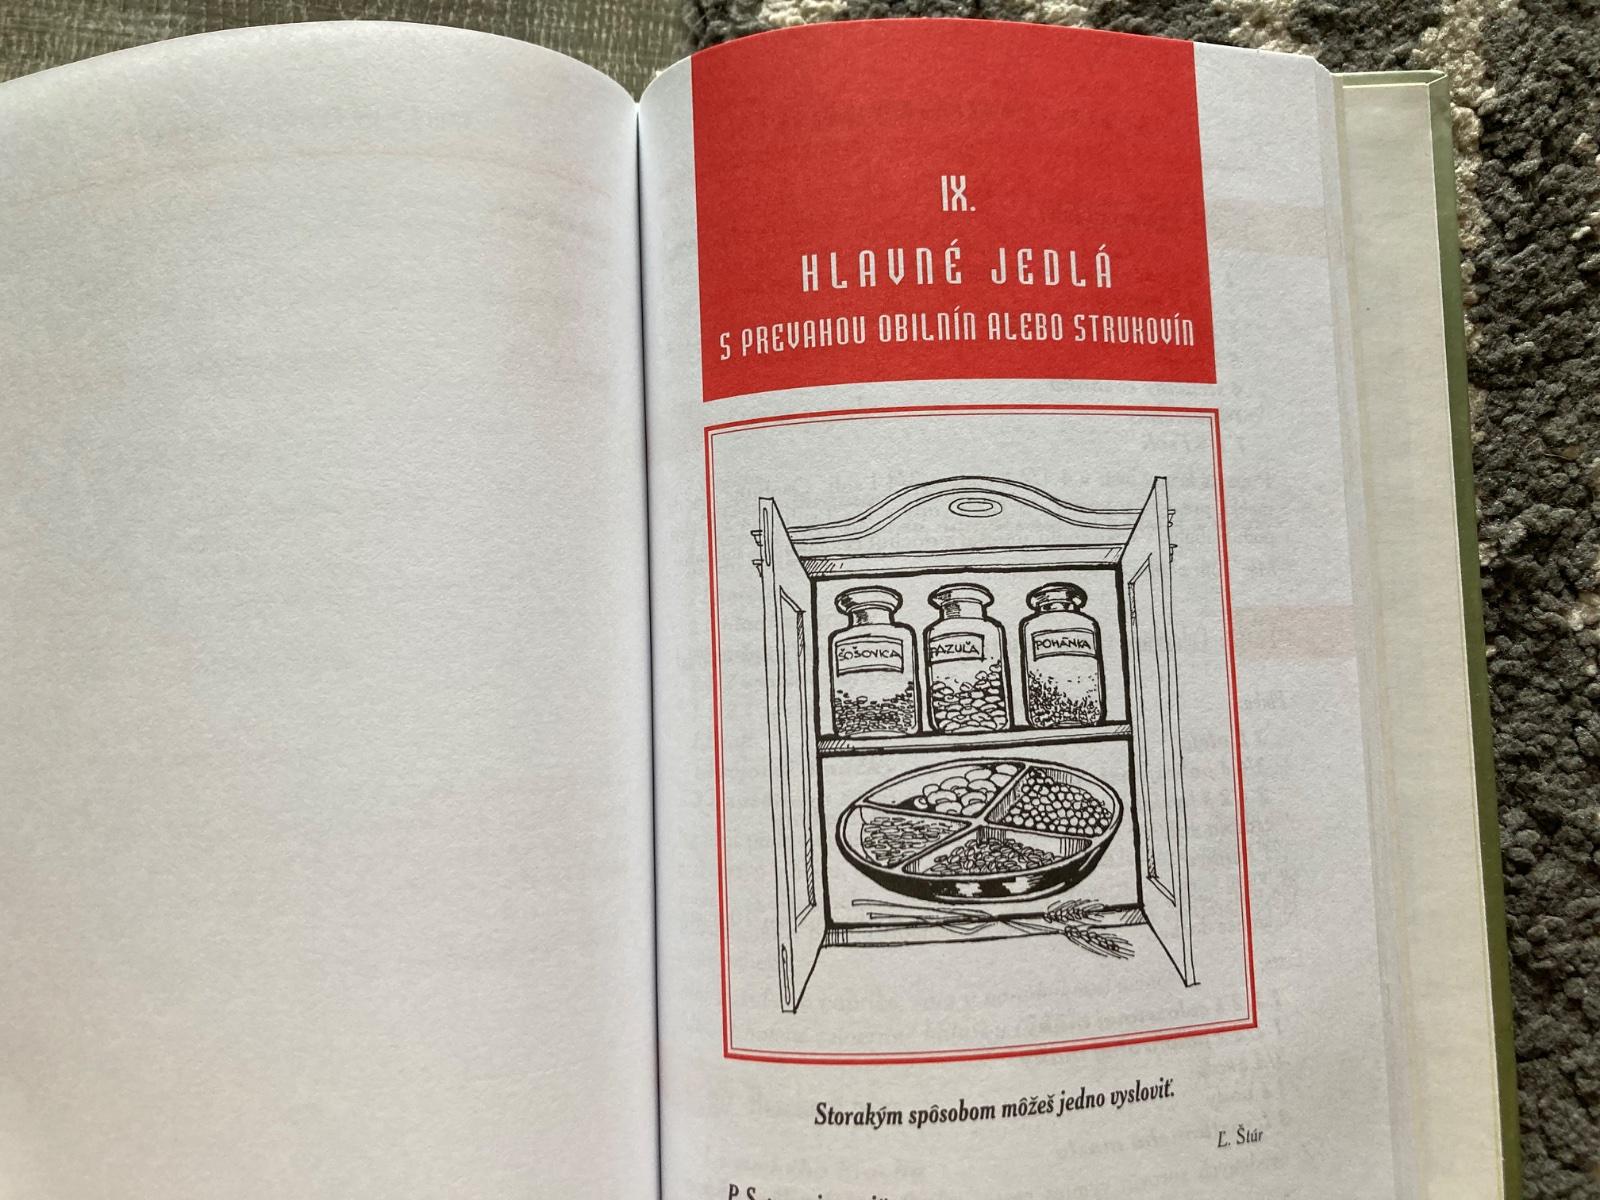 IX.
HLAVNÉ JEDLÁ
S PREVAHOU OBILNÍN ALEBO STRUKOVÍN
ŠOŠOVICA
FAZUĽA
POHÁNKA
Storakým spôsobom môžeš jedno vysloviť.
Ľ. Štúr
P. S.